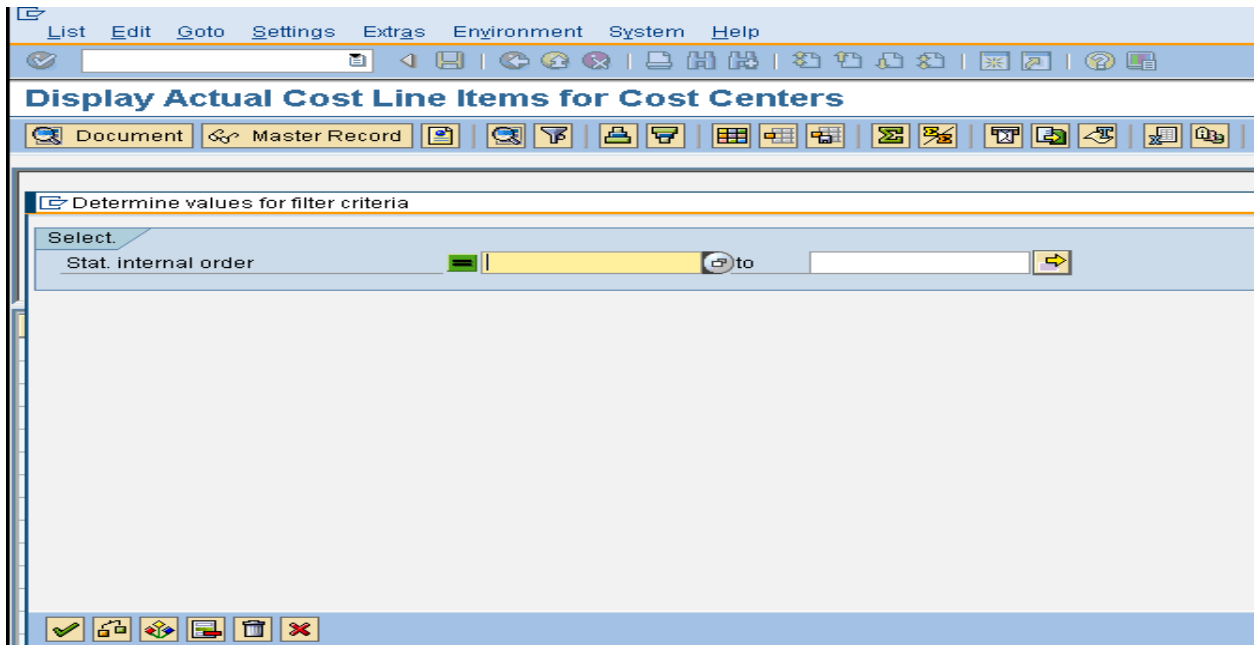 List Edit Goto Settings Extras Environment System Help
Display Actual Cost Line Items for Cost Centers
Document Master Record
Determine values for filter criteria
Select.
Stat. internal order to